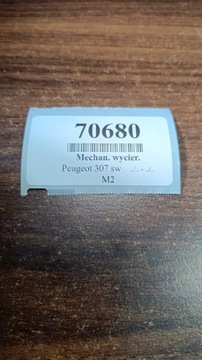 70680
Mechan. wycier.
Peugeot 307 sw ./.. - ./..
M2